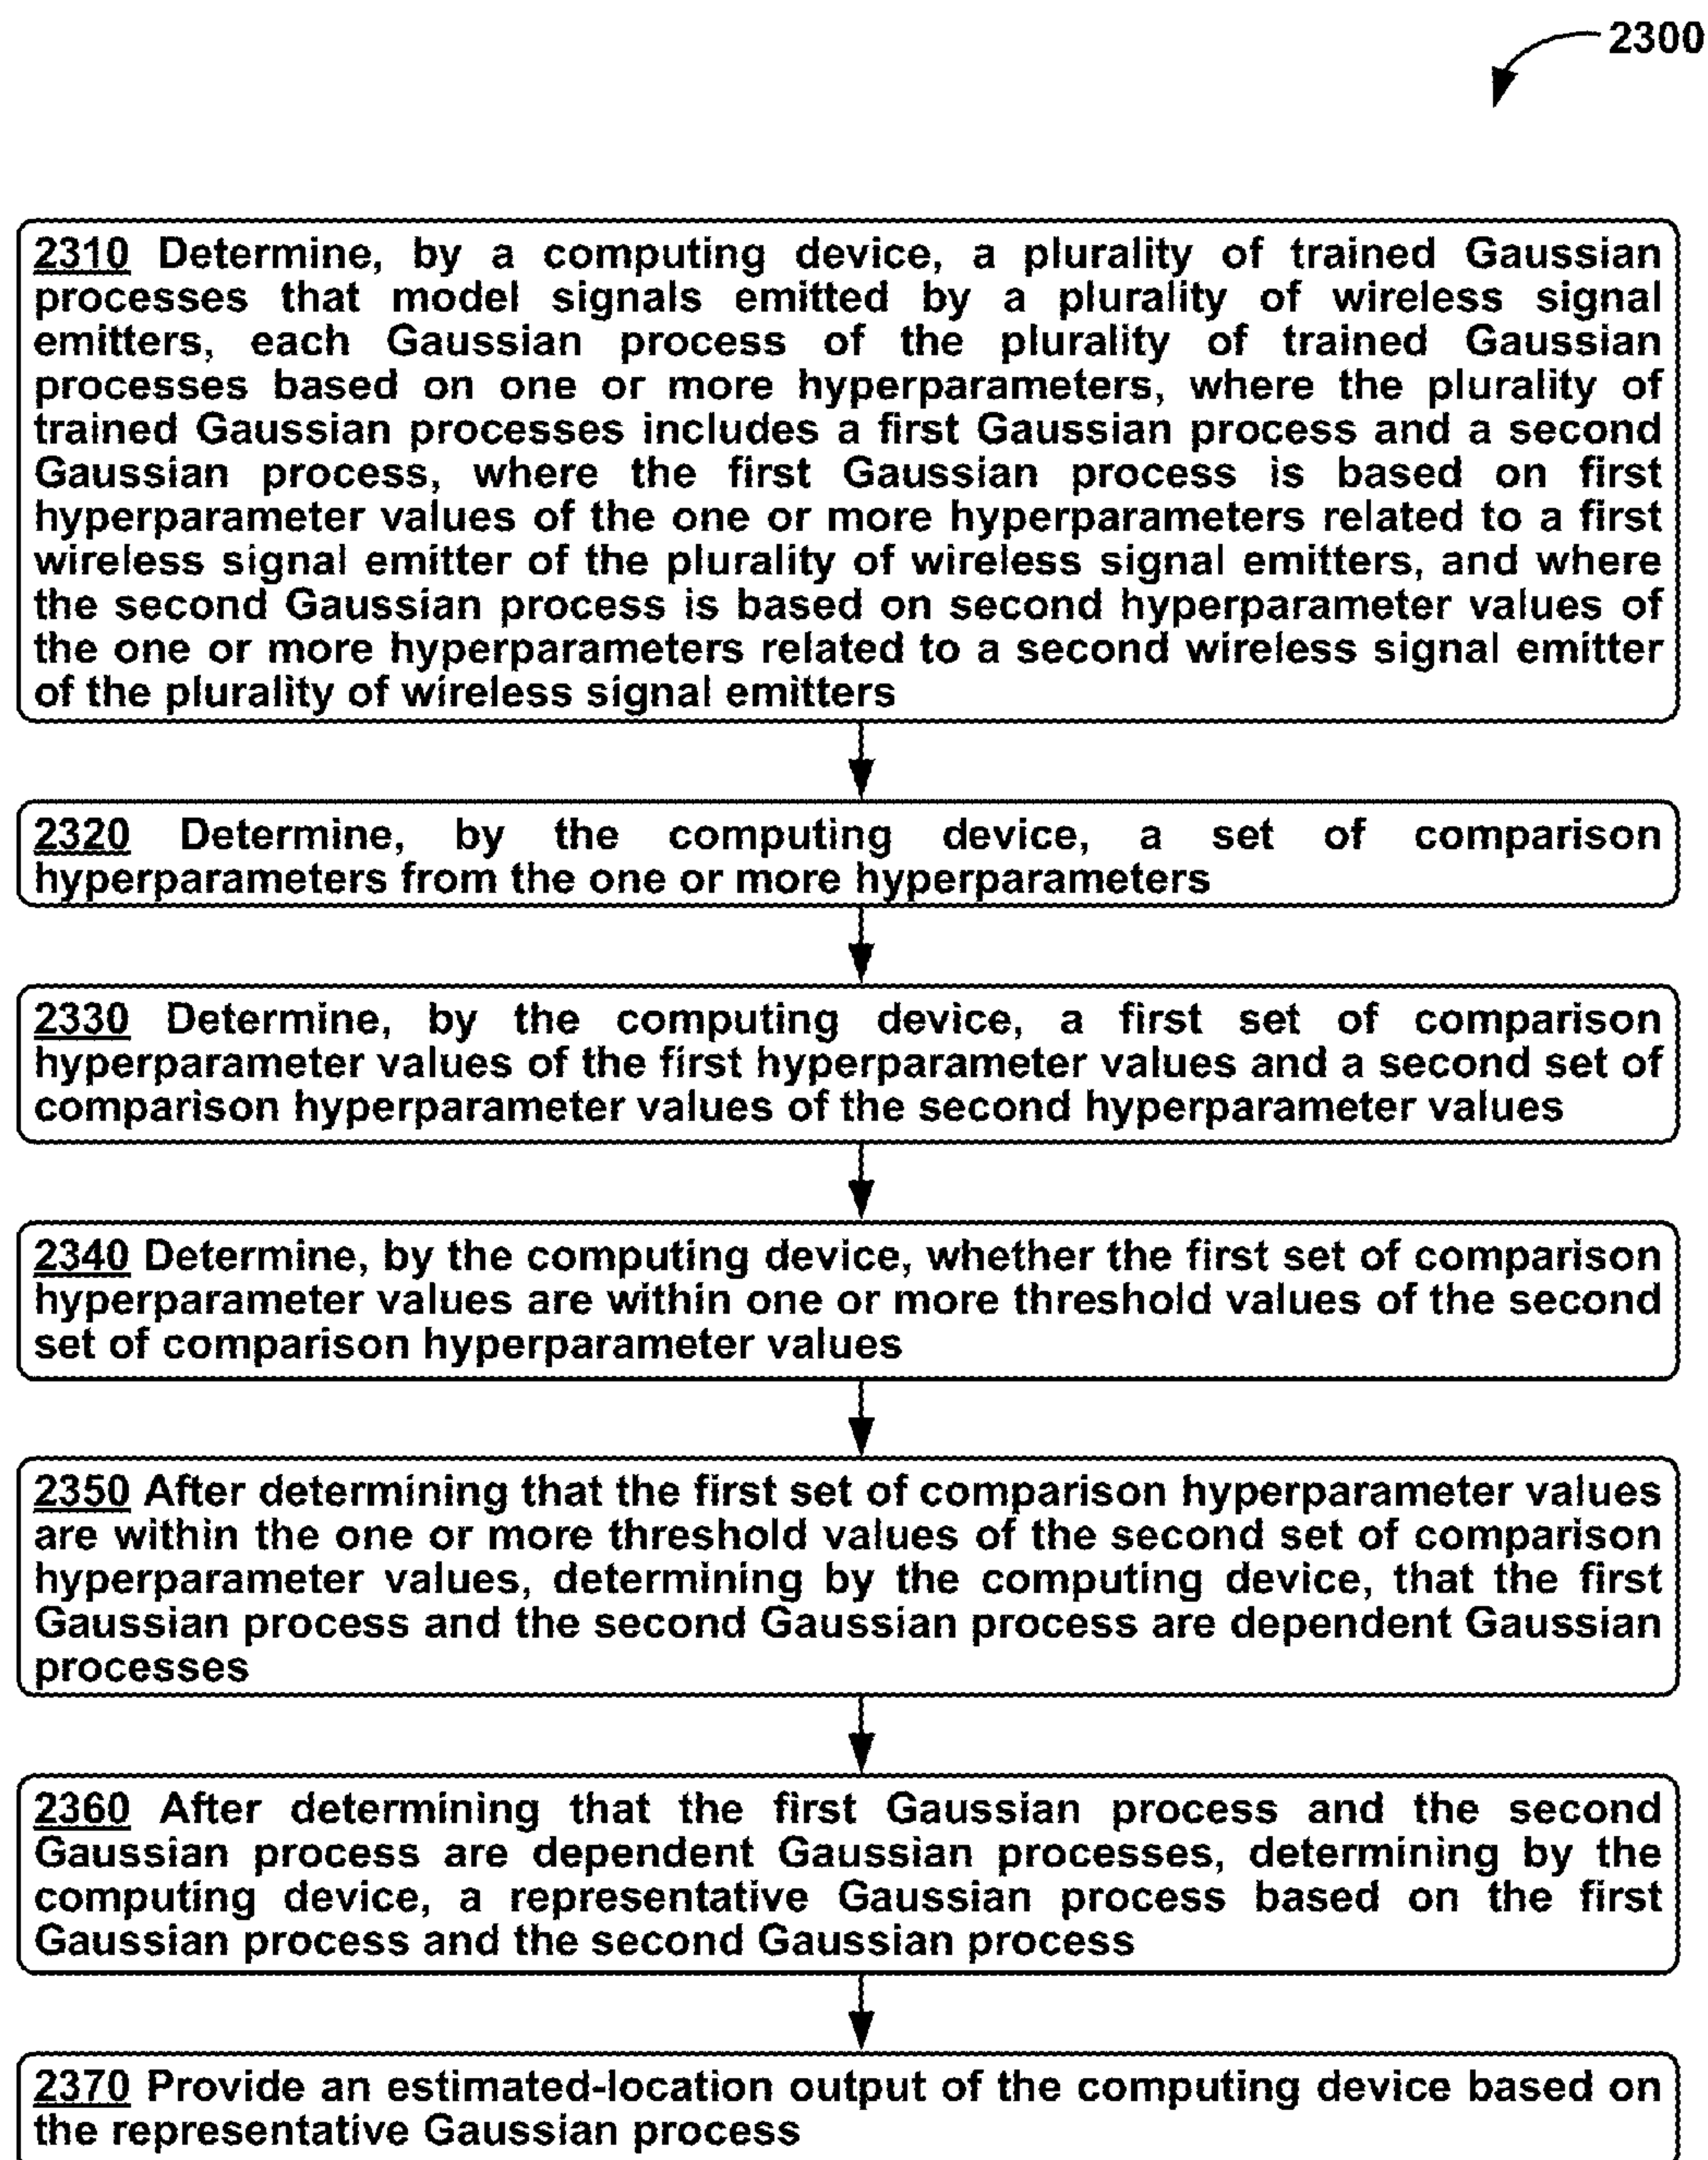 2300
2310 Determine, by a computing device, a plurality of trained Gaussian
processes that model signals emitted by a plurality of wireless signal
emitters, each Gaussian process of the plurality of trained Gaussian
processes based on one or more hyperparameters, where the plurality of
trained Gaussian processes includes a first Gaussian process and a second
Gaussian process, where the first Gaussian process is based on first
hyperparameter values of the one or more hyperparameters related to a first
wireless signal emitter of the plurality of wireless signal emitters, and where
the second Gaussian process is based on second hyperparameter values of
the one or more hyperparameters related to a second wireless signal emitter
of the plurality of wireless signal emitters
2320 Determine, by the computing device, a set of comparison
hyperparameters from the one or more hyperparameters
2330 Determine, by the computing device, a first set of comparison
hyperparameter values of the first hyperparameter values and a second set of
comparison hyperparameter values of the second hyperparameter values
2340 Determine, by the computing device, whether the first set of comparison
hyperparameter values are within one or more threshold values of the second
set of comparison hyperparameter values
2350 After determining that the first set of comparison hyperparameter values
are within the one or more threshold values of the second set of comparison
hyperparameter values, determining by the computing device, that the first
Gaussian process and the second Gaussian process are dependent Gaussian
processes
2360 After determining that the first Gaussian process and the second
Gaussian process are dependent Gaussian processes, determining by the
computing device, a representative Gaussian process based on the first
Gaussian process and the second Gaussian process
2370 Provide an estimated-location output of the computing device based on
the representative Gaussian process